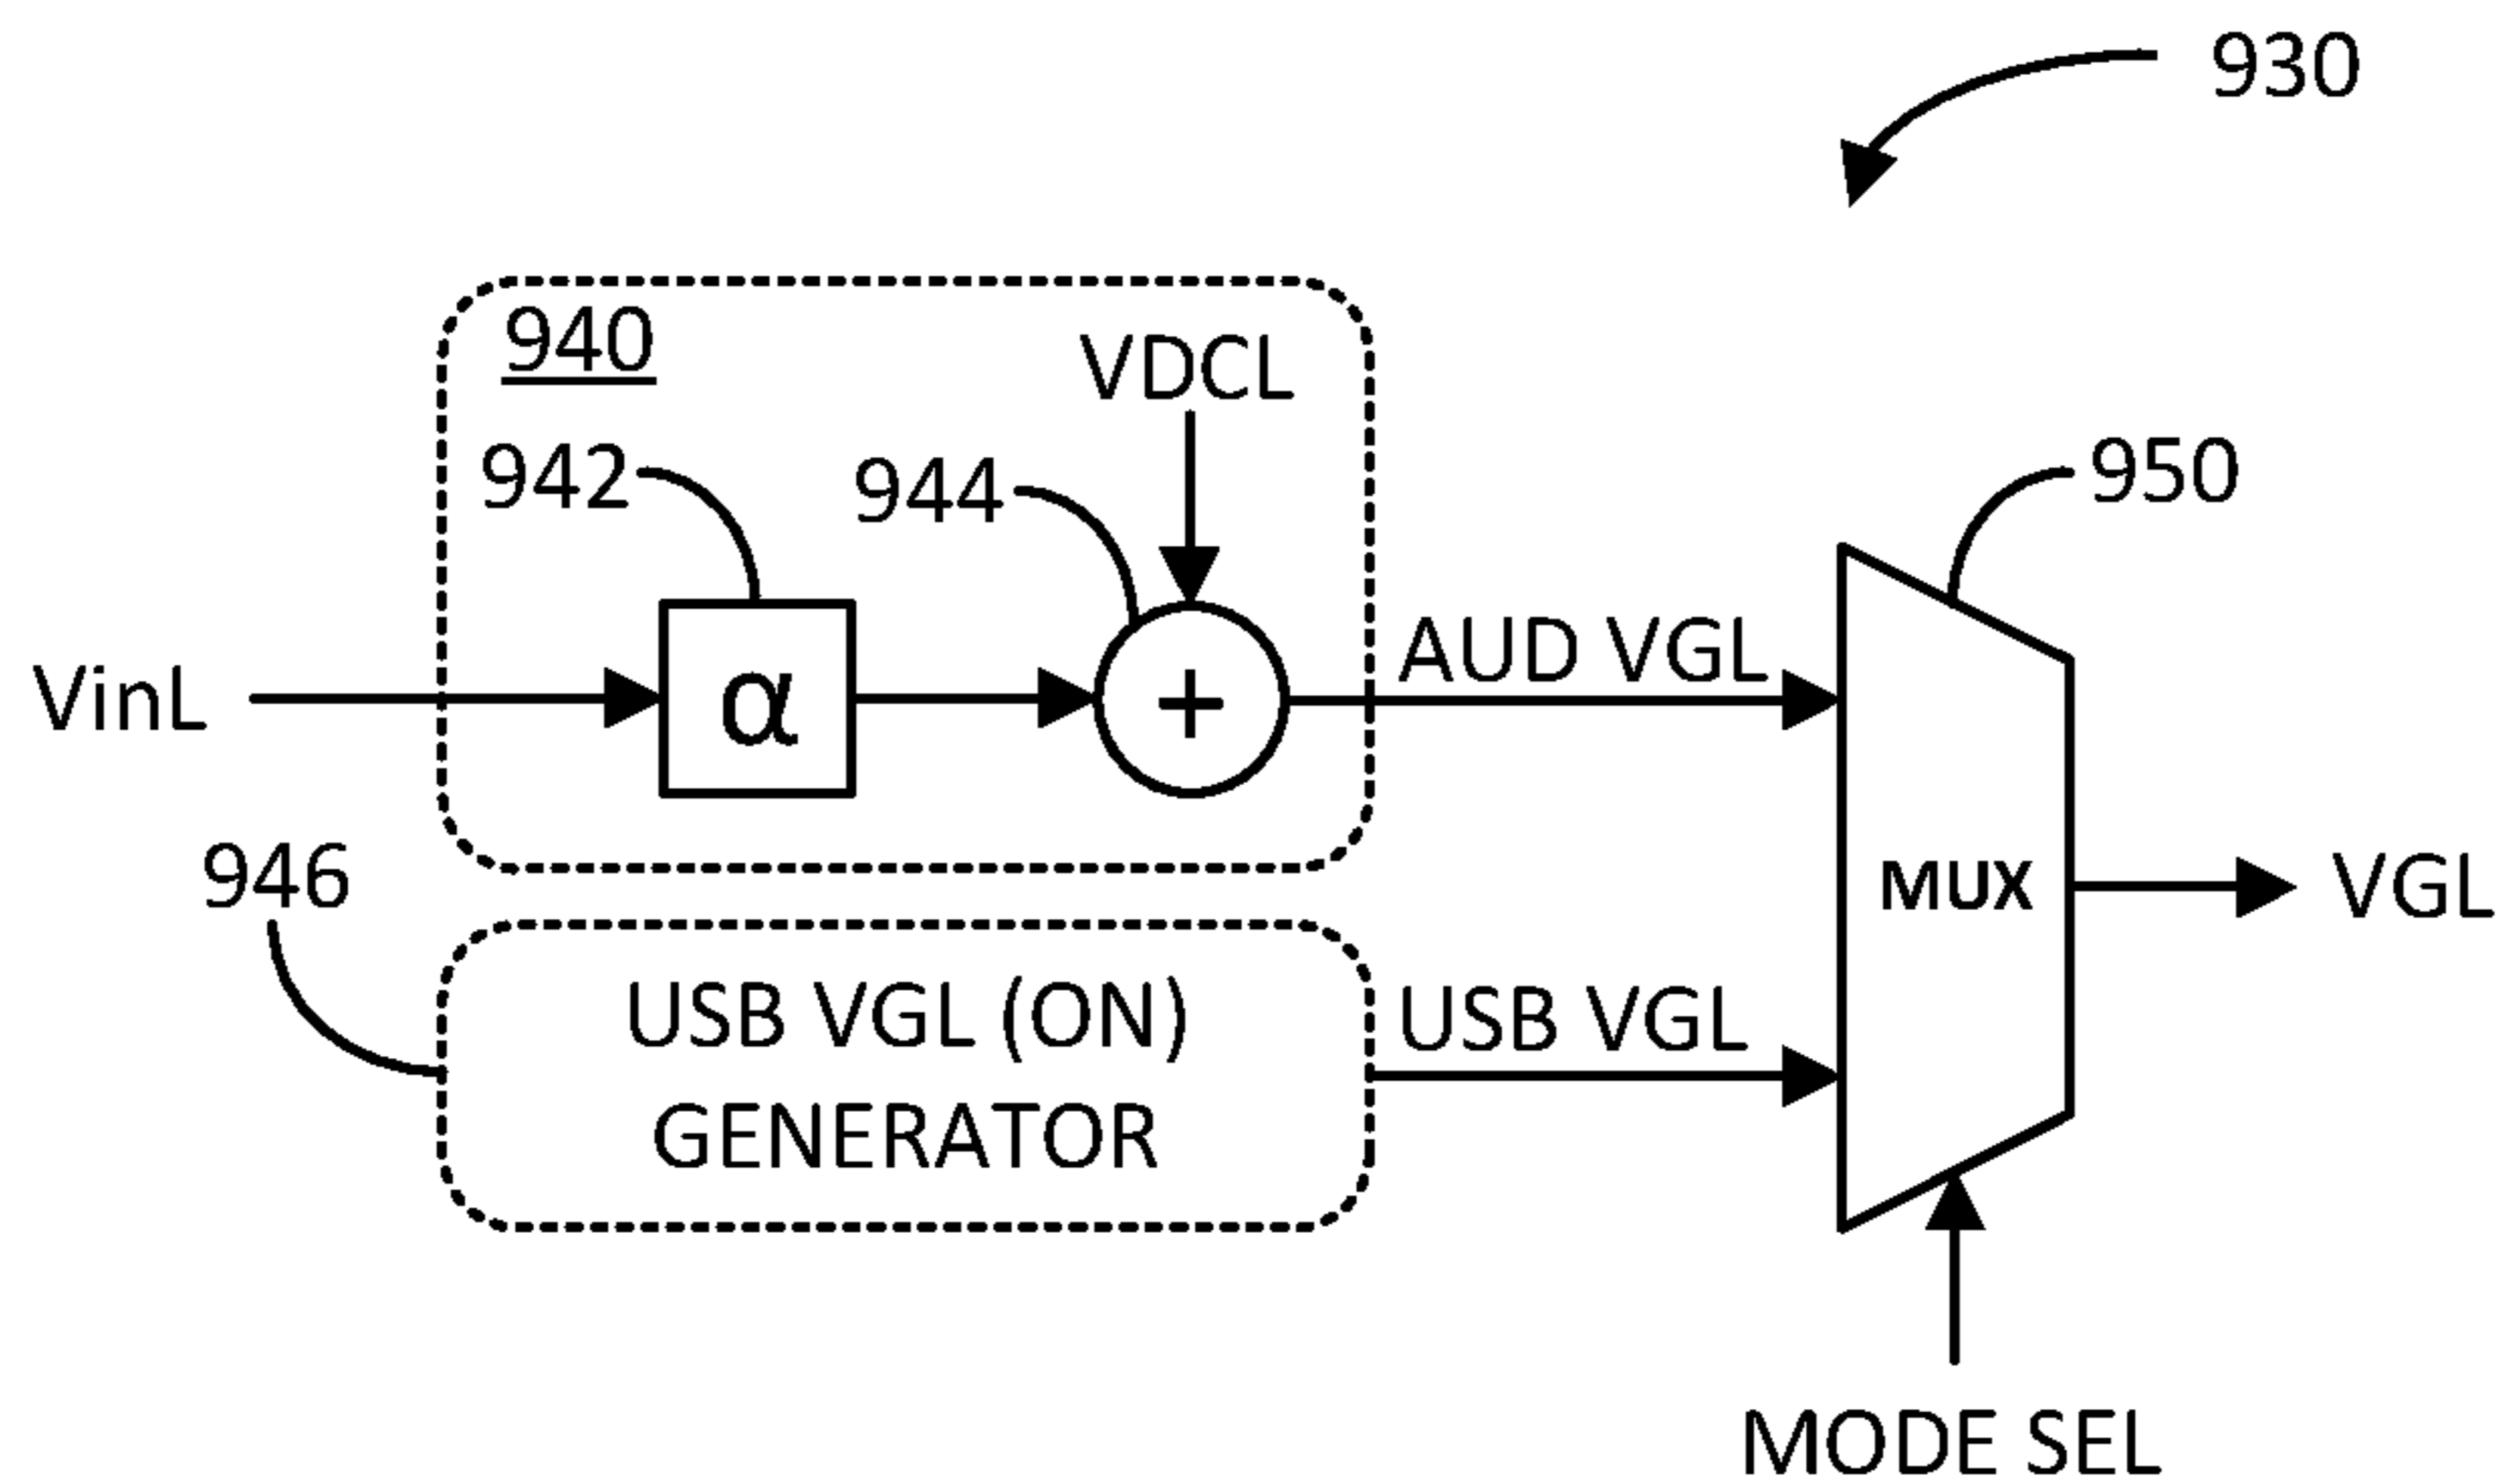 930
940
VDCL
942
944
950
AUD VGL
VinL
α
+
946
MUX
VGL
USB VGL (ON)
GENERATOR
USB VGL
MODE SEL